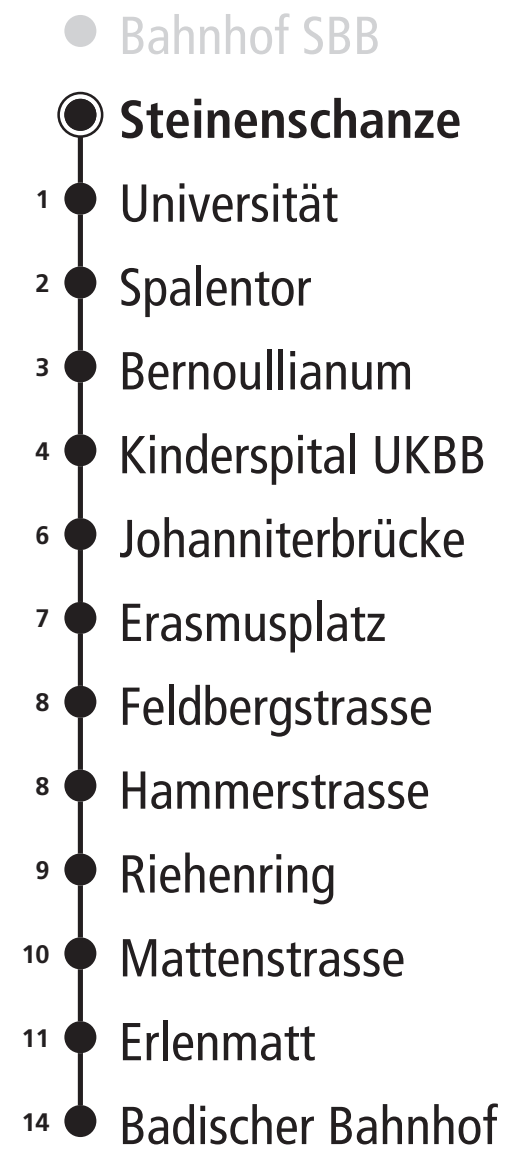 Bahnhof SBB
Steinenschanze
1 Universität
2 Spalentor
3 Bernoullianum
4 Kinderspital UKBB
6 Johanniterbrücke
7 Erasmusplatz
8 Feldbergstrasse
8 Hammerstrasse
9 Riehenring
10 Mattenstrasse
11 Erlenmatt
14 Badischer Bahnhof